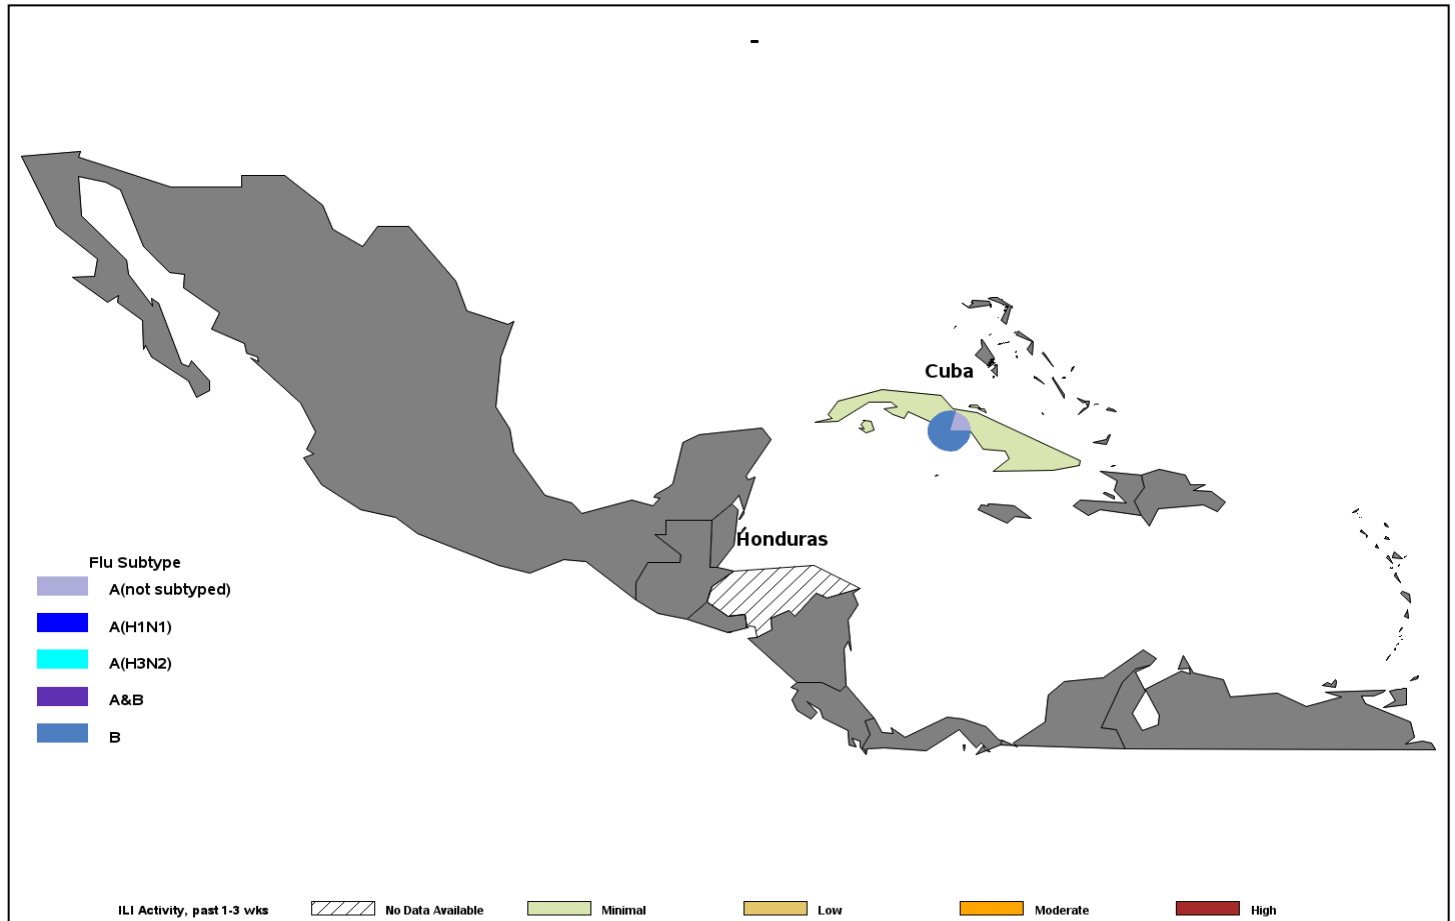 -
Cuba
Honduras
Flu Subtype
A(not subtyped)
A(H1N1)
A(H3N2)
A&B
B
ILI Activity, past 1-3 wks No Data Available Minimal Low Moderate High